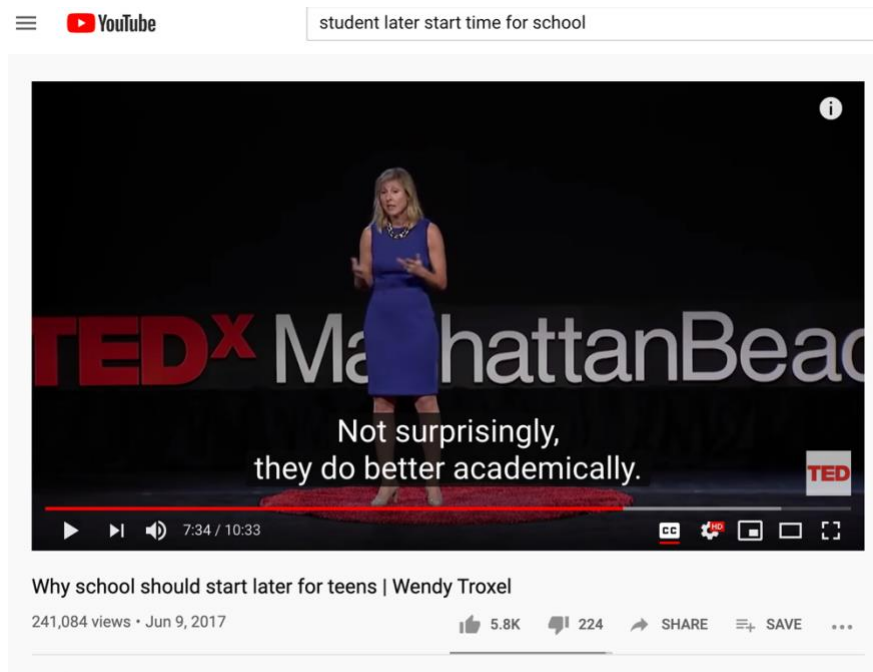 YouTube
student later start time for school
i
TEDx ManhattanBeac
Not surprisingly,
they do better academically.
TED
7:34 / 10:33
CC
HD
Why school should start later for teens | Wendy Troxel
241,084 views • Jun 9, 2017
5.8K
224
SHARE
SAVE